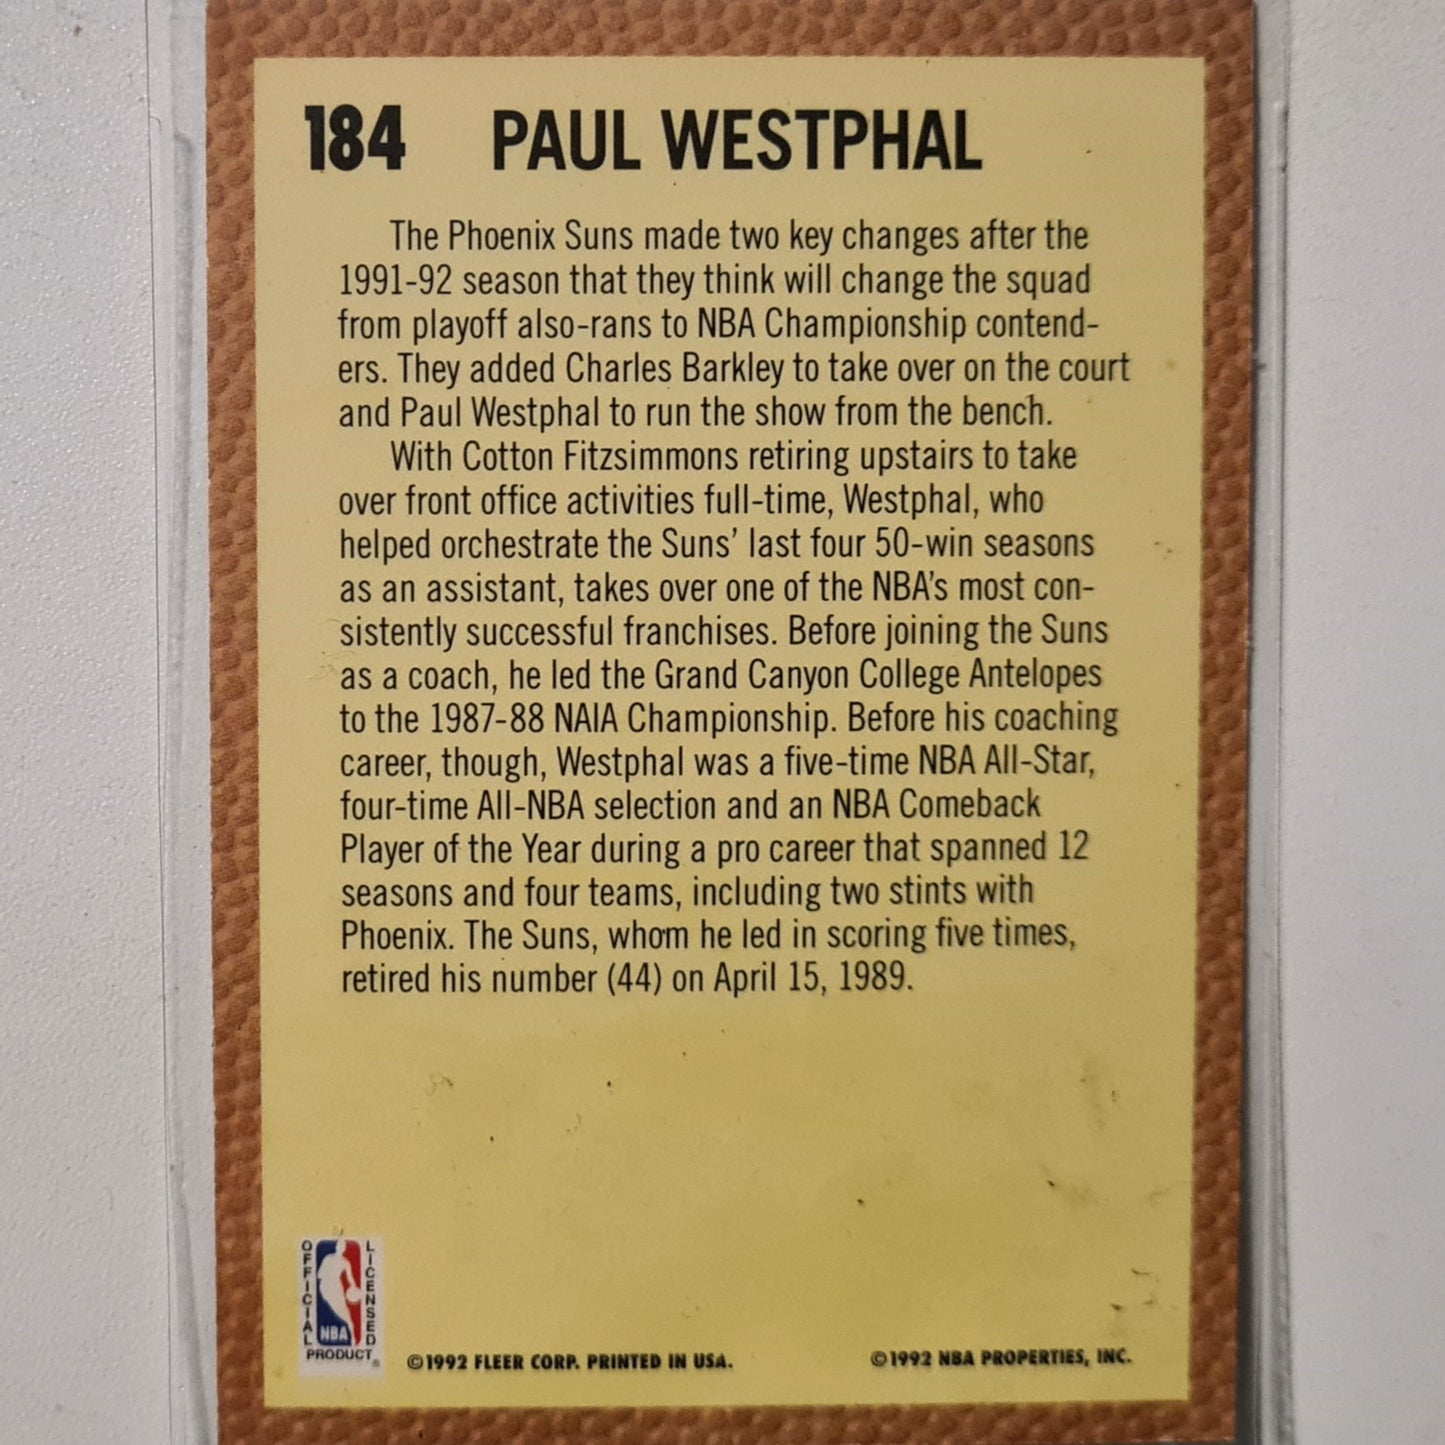 184 PAUL WESTPHAL
The Phoenix Suns made two key changes after the
1991-92 season that they think will change the squad
from playoff also-rans to NBA Championship contend-
ers. They added Charles Barkley to take over on the court
and Paul Westphal to run the show from the bench.
With Cotton Fitzsimmons retiring upstairs to take
over front office activities full-time, Westphal, who
helped orchestrate the Suns' last four 50-win seasons
as an assistant, takes over one of the NBA's most con-
sistently successful franchises. Before joining the Suns
as a coach, he led the Grand Canyon College Antelopes
to the 1987-88 NAIA Championship. Before his coaching
career, though, Westphal was a five-time NBA All-Star,
four-time All-NBA selection and an NBA Comeback
Player of the Year during a pro career that spanned 12
seasons and four teams, including two stints with
Phoenix. The Suns, whom he led in scoring five times,
retired his number (44) on April 15, 1989.
OFFICIAL
LICENSED
NBA
PRODUCT®
©1992 FLEER CORP. PRINTED IN USA.
©1992 NBA PROPERTIES, INC.